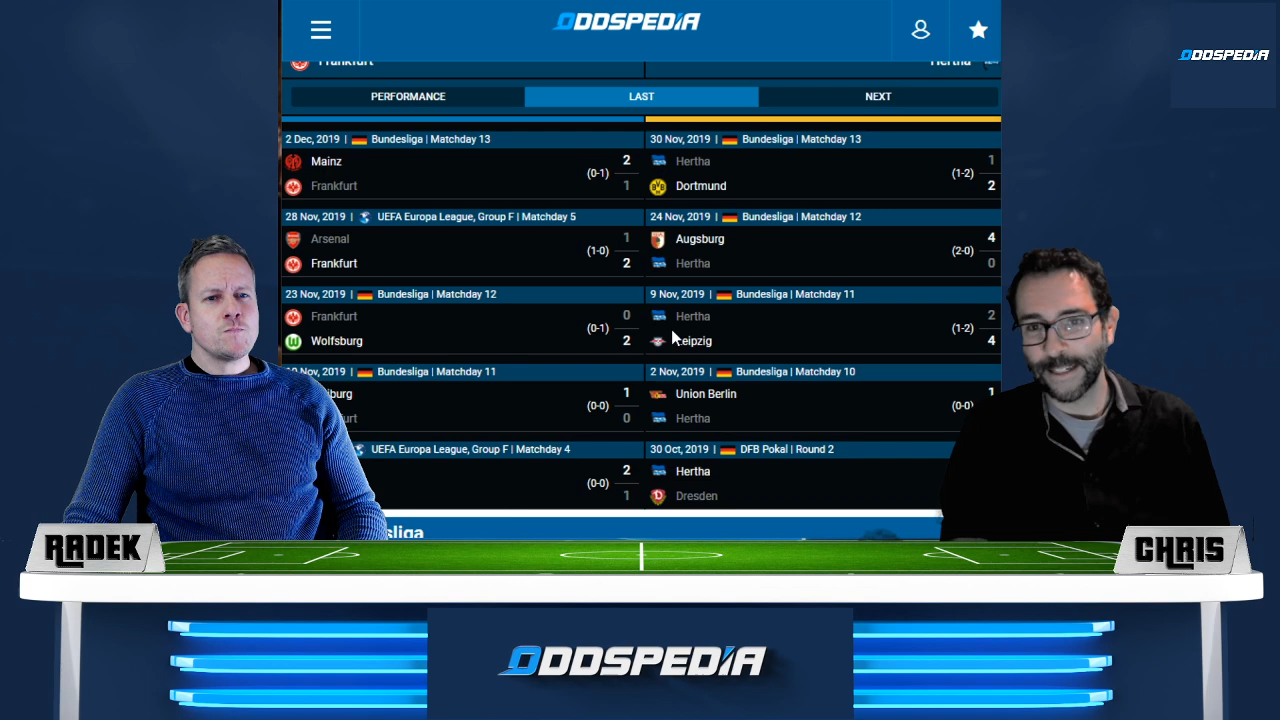 ODDSPEDIA
ODDSPEDIA
Frankfurt
Hertha
PERFORMANCE
LAST
NEXT
2 Dec, 2019 | Bundesliga | Matchday 13
Mainz 2
(0-1)
Frankfurt 1
30 Nov, 2019 | Bundesliga | Matchday 13
Hertha 1
(1-2)
Dortmund 2
28 Nov, 2019 | UEFA Europa League, Group F | Matchday 5
Arsenal 1
(1-0)
Frankfurt 2
24 Nov, 2019 | Bundesliga | Matchday 12
Augsburg 4
(2-0)
Hertha 0
23 Nov, 2019 | Bundesliga | Matchday 12
Frankfurt 0
(0-1)
Wolfsburg 2
9 Nov, 2019 | Bundesliga | Matchday 11
Hertha 2
(1-2)
Leipzig 4
Nov, 2019 | Bundesliga | Matchday 11
burg 1
(0-0)
urt 0
2 Nov, 2019 | Bundesliga | Matchday 10
Union Berlin 1
(0-0)
Hertha
UEFA Europa League, Group F | Matchday 4
2
(0-0)
1
30 Oct, 2019 | DFB Pokal | Round 2
Hertha
Dresden
sliga
RADEK
CHRIS
ODDSPEDIA